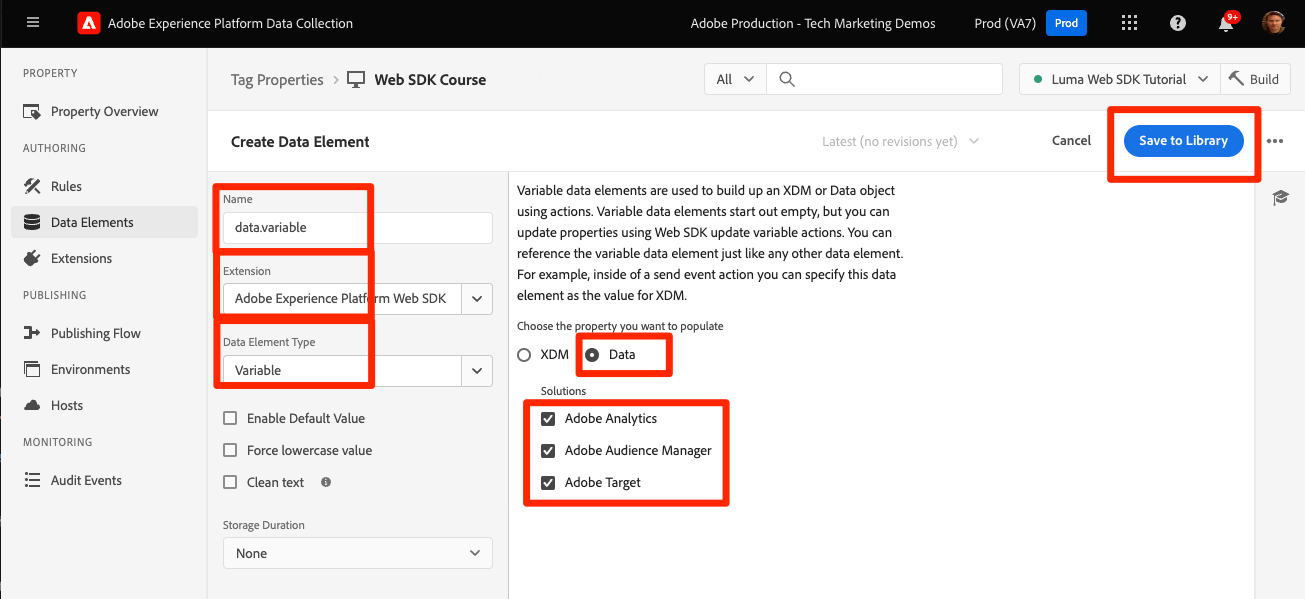 Adobe Experience Platform Data Collection
Adobe Production - Tech Marketing Demos
Prod (VA7)
Prod
9+
PROPERTY
Property Overview
AUTHORING
Rules
Data Elements
Extensions
PUBLISHING
Publishing Flow
Environments
Hosts
MONITORING
Audit Events
Tag Properties
Web SDK Course
All
Luma Web SDK Tutorial
Build
Create Data Element
Latest (no revisions yet)
Cancel
Save to Library
Name
data.variable
Extension
Adobe Experience Platform Web SDK
Data Element Type
Variable
Enable Default Value
Force lowercase value
Clean text
Storage Duration
None
Variable data elements are used to build up an XDM or Data object
using actions. Variable data elements start out empty, but you can
update properties using Web SDK update variable actions. You can
reference the variable data element just like any other data element.
For example, inside of a send event action you can specify this data
element as the value for XDM.
Choose the property you want to populate
XDM
Data
Solutions
Adobe Analytics
Adobe Audience Manager
Adobe Target